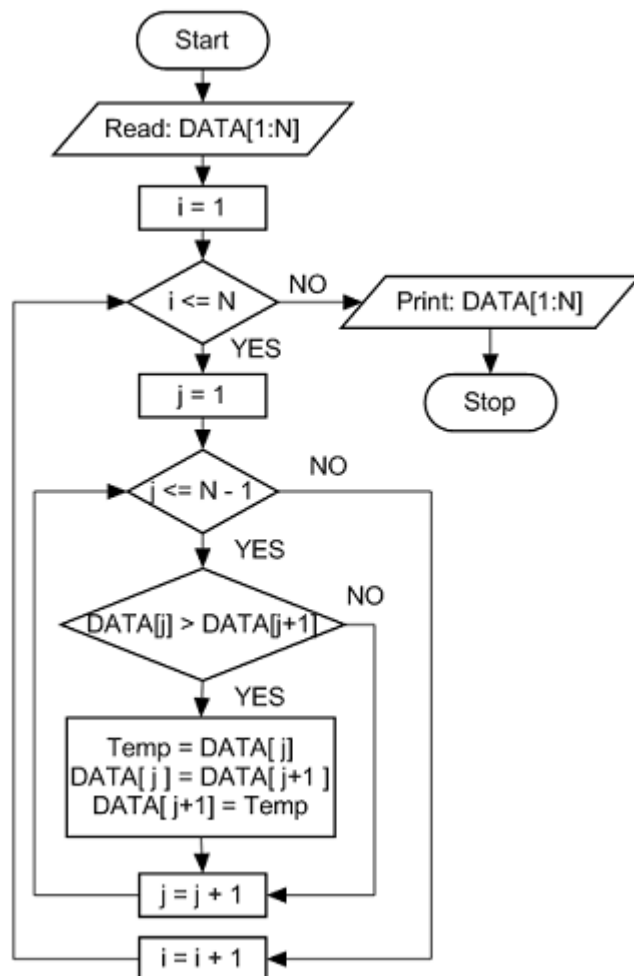 Start
Read: DATA[1:N]
i = 1
i <= N
NO
Print: DATA[1:N]
YES
Stop
j = 1
j <= N - 1
NO
YES
DATA[j] > DATA[j+1]
NO
YES
Temp = DATA[ j]
DATA[ j ] = DATA[ j+1 ]
DATA[ j+1] = Temp
j = j + 1
i = i + 1